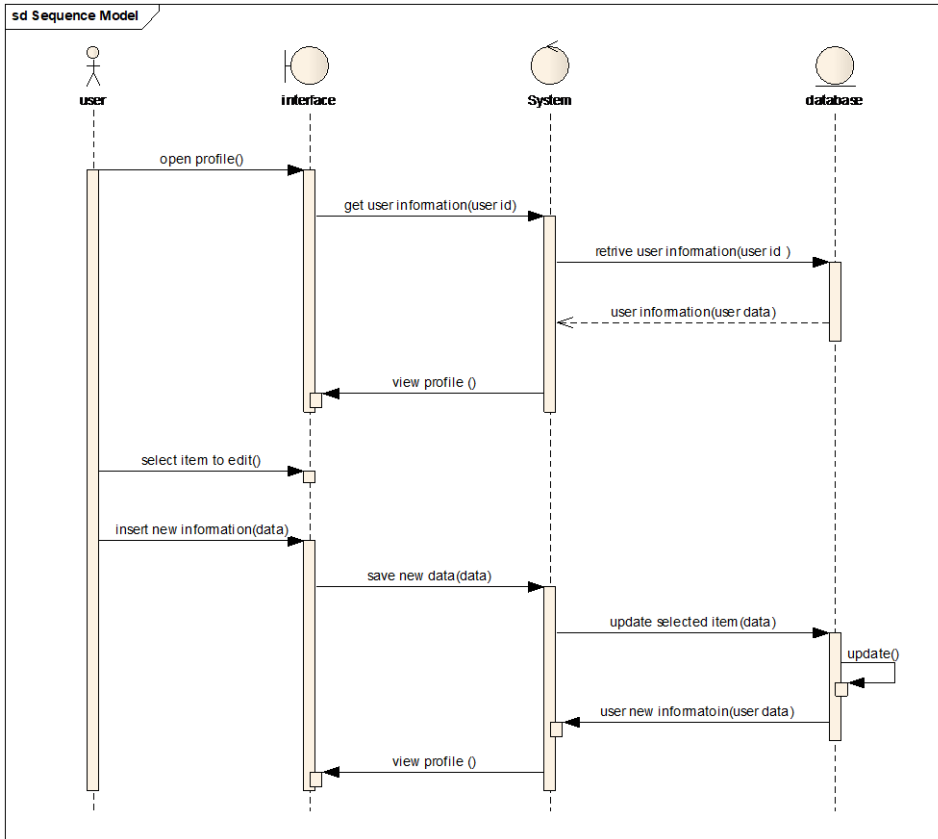 sd Sequence Model
user
interface
System
database
open profile()
get user information(user id)
retrive user information(user id )
user information(user data)
view profile ()
select item to edit()
insert new information(data)
save new data(data)
update selected item(data)
update()
user new informatoin(user data)
view profile ()